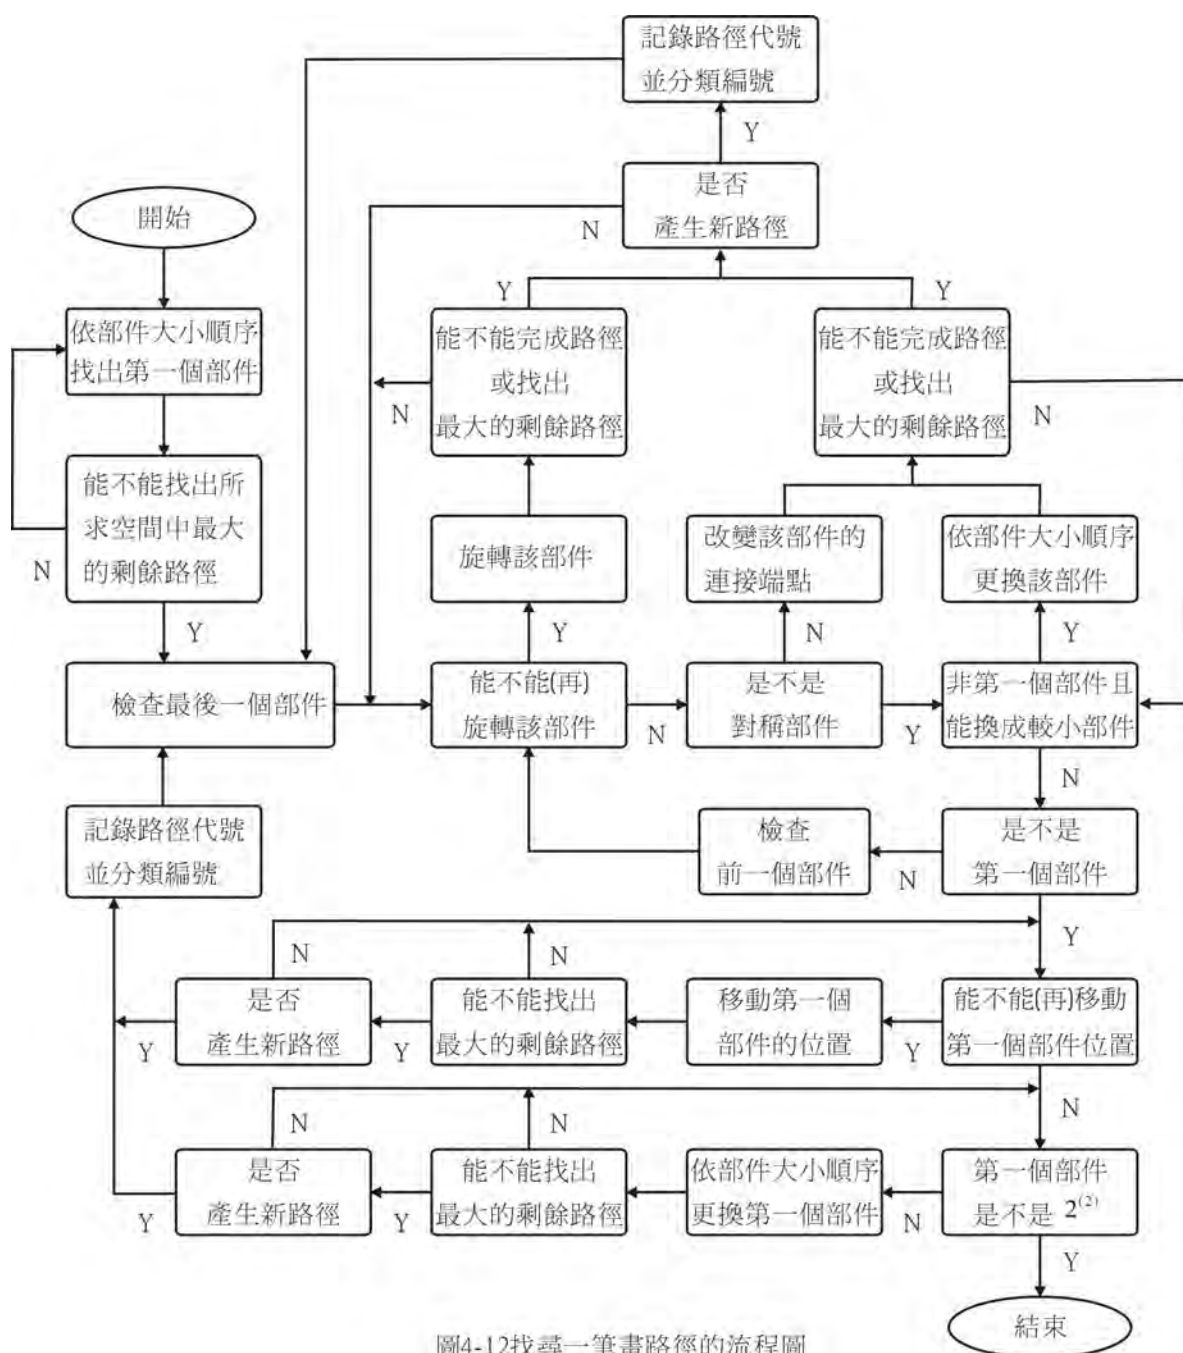 記錄路徑代號
並分類編號
Y
是否
產生新路徑
N
開始
Y
Y
依部件大小順序
找出第一個部件
能不能完成路徑
或找出
最大的剩餘路徑
N
能不能完成路徑
或找出
最大的剩餘路徑
N
能不能找出所
求空間中最大
的剩餘路徑
N
Y
旋轉該部件
Y
改變該部件的
連接端點
N
依部件大小順序
更換該部件
Y
檢查最後一個部件
能不能(再)
旋轉該部件
N
是不是
對稱部件
Y
非第一個部件且
能換成較小部件
N
記錄路徑代號
並分類編號
檢查
前一個部件
N
是不是
第一個部件
Y
N
N
是否
產生新路徑
Y
能不能找出
最大的剩餘路徑
Y
移動第一個
部件的位置
Y
能不能(再)移動
第一個部件位置
N
N
N
是否
產生新路徑
Y
能不能找出
最大的剩餘路徑
Y
依部件大小順序
更換第一個部件
N
第一個部件
是不是 2⁽²⁾
Y
結束
圖4-12找尋一筆畫路徑的流程圖